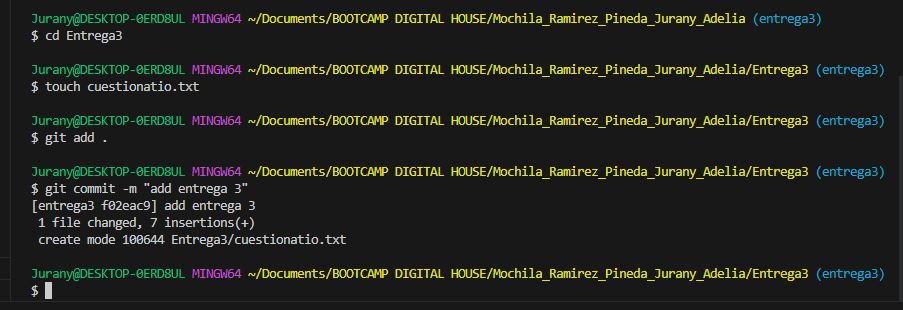 Jurany@DESKTOP-0ERD8UL MINGW64 ~/Documents/BOOTCAMP DIGITAL HOUSE/Mochila_Ramirez_Pineda_Jurany_Adelia (entrega3)
$ cd Entrega3
Jurany@DESKTOP-0ERD8UL MINGW64 ~/Documents/BOOTCAMP DIGITAL HOUSE/Mochila_Ramirez_Pineda_Jurany_Adelia/Entrega3 (entrega3)
$ touch cuestionatio.txt
Jurany@DESKTOP-0ERD8UL MINGW64 ~/Documents/BOOTCAMP DIGITAL HOUSE/Mochila_Ramirez_Pineda_Jurany_Adelia/Entrega3 (entrega3)
$ git add .
Jurany@DESKTOP-0ERD8UL MINGW64 ~/Documents/BOOTCAMP DIGITAL HOUSE/Mochila_Ramirez_Pineda_Jurany_Adelia/Entrega3 (entrega3)
$ git commit -m "add entrega 3"
[entrega3 f02eac9] add entrega 3
1 file changed, 7 insertions(+)
create mode 100644 Entrega3/cuestionatio.txt
Jurany@DESKTOP-0ERD8UL MINGW64 ~/Documents/BOOTCAMP DIGITAL HOUSE/Mochila_Ramirez_Pineda_Jurany_Adelia/Entrega3 (entrega3)
$